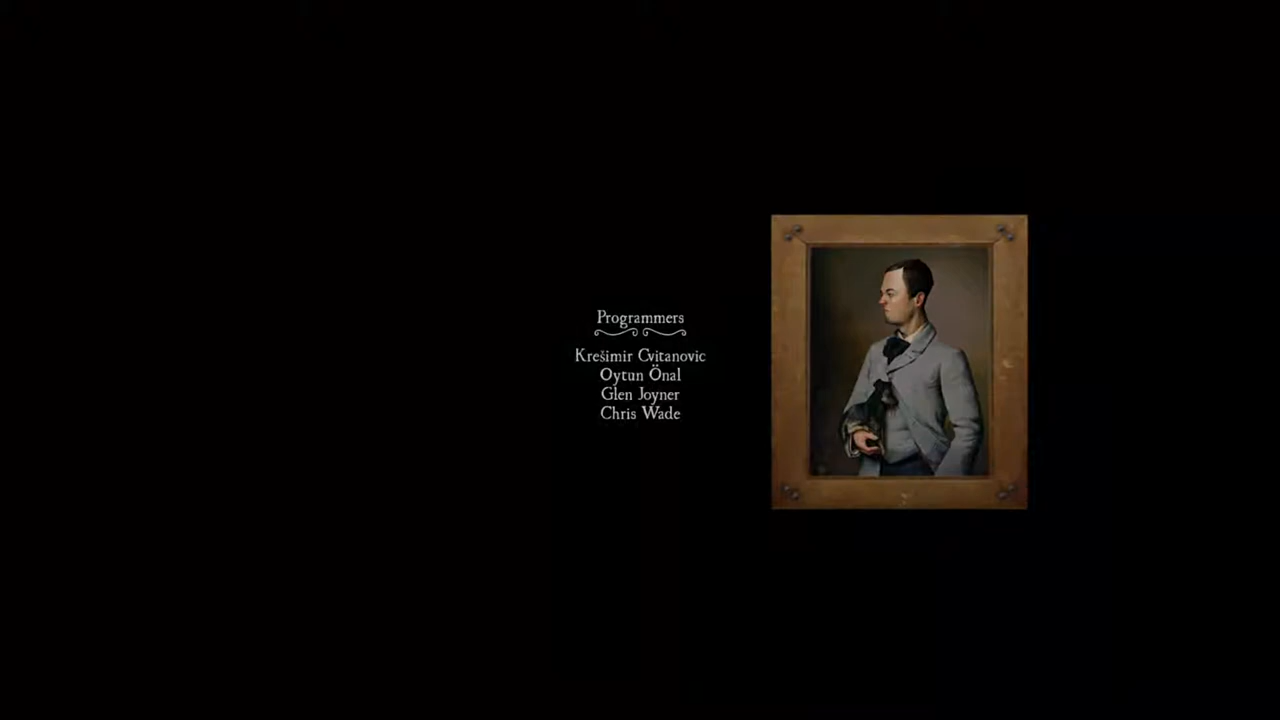 Programmers
Krešimir Cvitanovic
Oytun Önal
Glen Joyner
Chris Wade